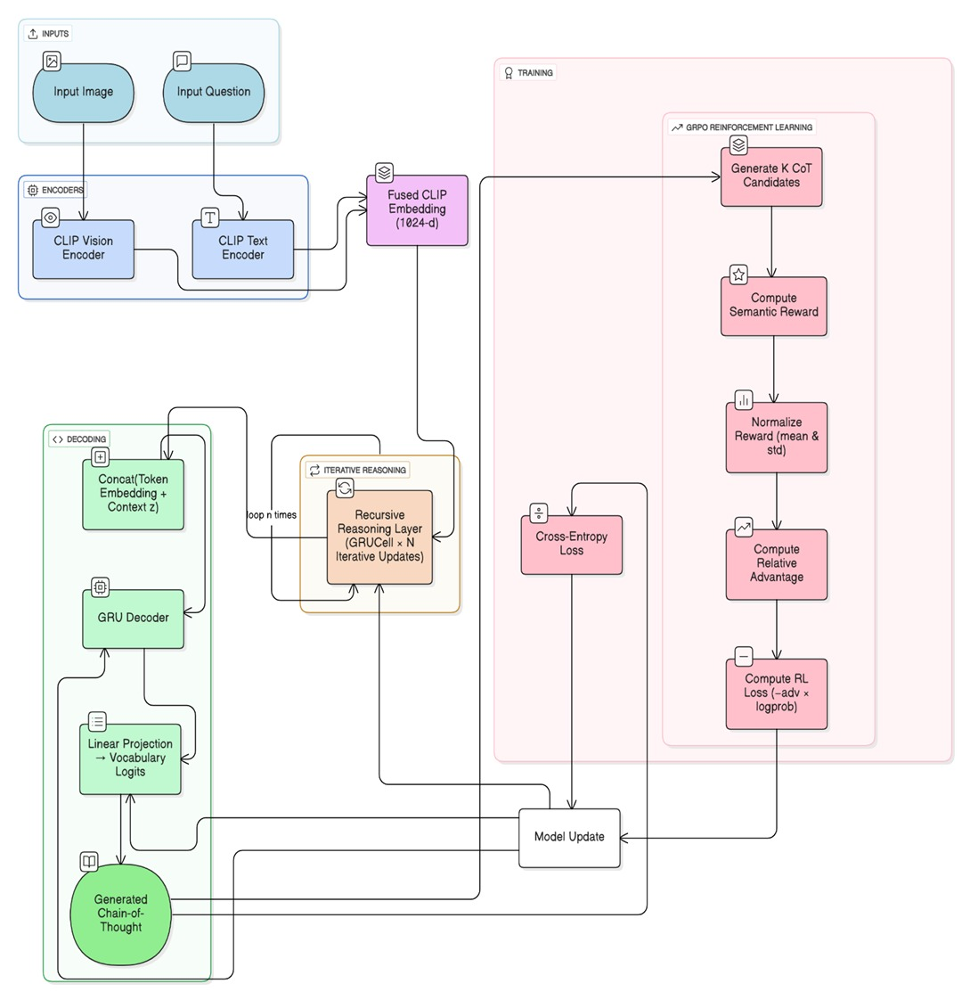 INPUTS
Input Image
Input Question
ENCODERS
CLIP Vision
Encoder
CLIP Text
Encoder
Fused CLIP
Embedding
(1024-d)
TRAINING
GRPO REINFORCEMENT LEARNING
Generate K CoT
Candidates
Compute
Semantic Reward
Normalize
Reward (mean &
std)
Compute
Relative
Advantage
Compute RL
Loss (−adv ×
logprob)
Cross-Entropy
Loss
Model Update
ITERATIVE REASONING
Recursive
Reasoning Layer
(GRUCell × N
Iterative Updates)
loop n times
DECODING
Concat(Token
Embedding +
Context z)
GRU Decoder
Linear Projection
→ Vocabulary
Logits
Generated
Chain-of-
Thought